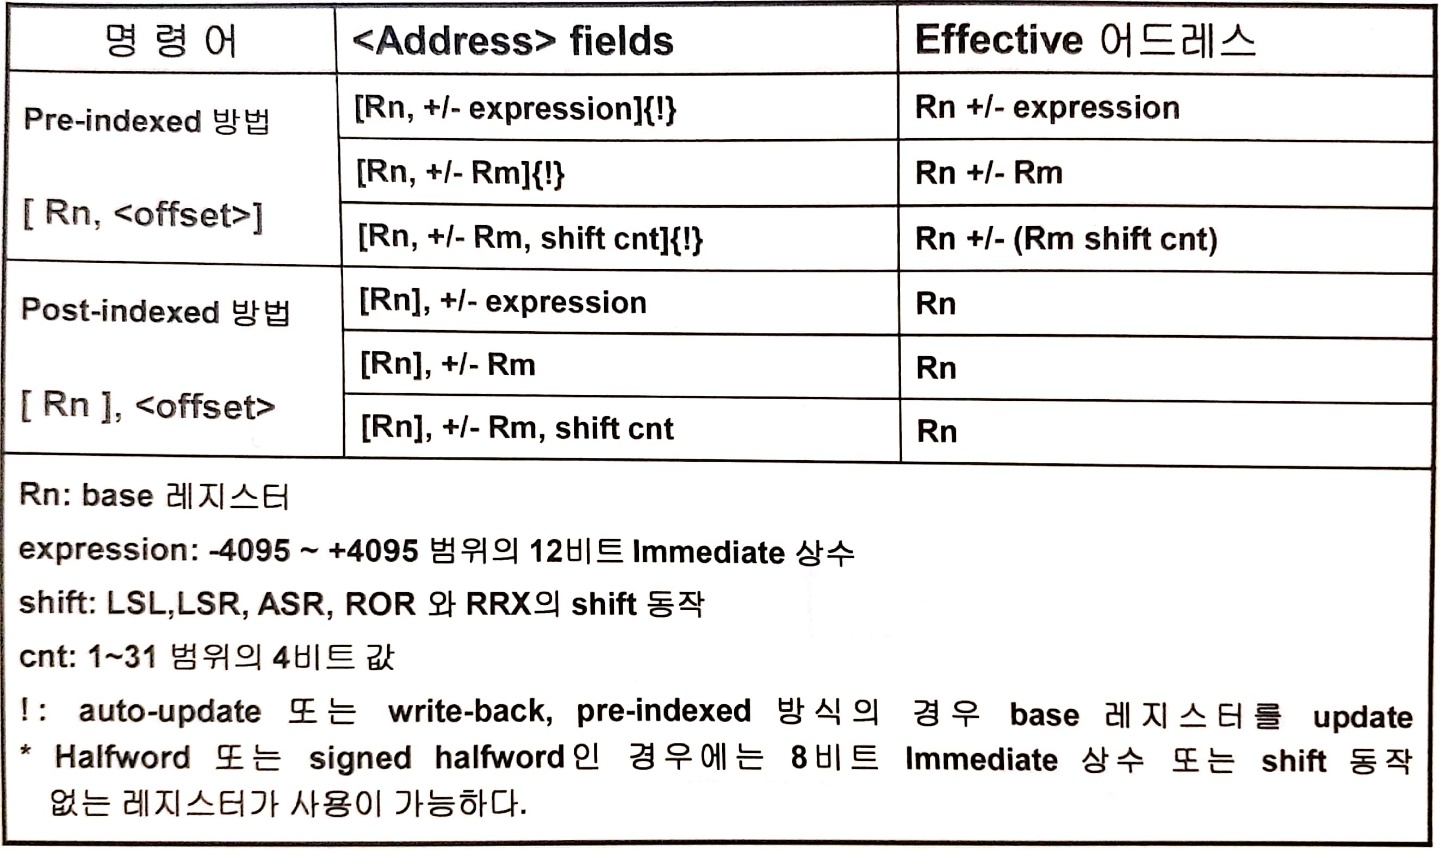 명 령 어 <Address> fields Effective 어드레스
Pre-indexed 방법
[ Rn, <offset>]
[Rn, +/- expression]{!} Rn +/- expression
[Rn, +/- Rm]{!} Rn +/- Rm
[Rn, +/- Rm, shift cnt]{!} Rn +/- (Rm shift cnt)
Post-indexed 방법
[ Rn ], <offset>
[Rn], +/- expression Rn
[Rn], +/- Rm Rn
[Rn], +/- Rm, shift cnt Rn
Rn: base 레지스터
expression: -4095 ~ +4095 범위의 12비트 Immediate 상수
shift: LSL,LSR, ASR, ROR 와 RRX의 shift 동작
cnt: 1~31 범위의 4비트 값
! : auto-update 또는 write-back, pre-indexed 방식의 경우 base 레지스터를 update
* Halfword 또는 signed halfword인 경우에는 8비트 Immediate 상수 또는 shift 동작
없는 레지스터가 사용이 가능하다.